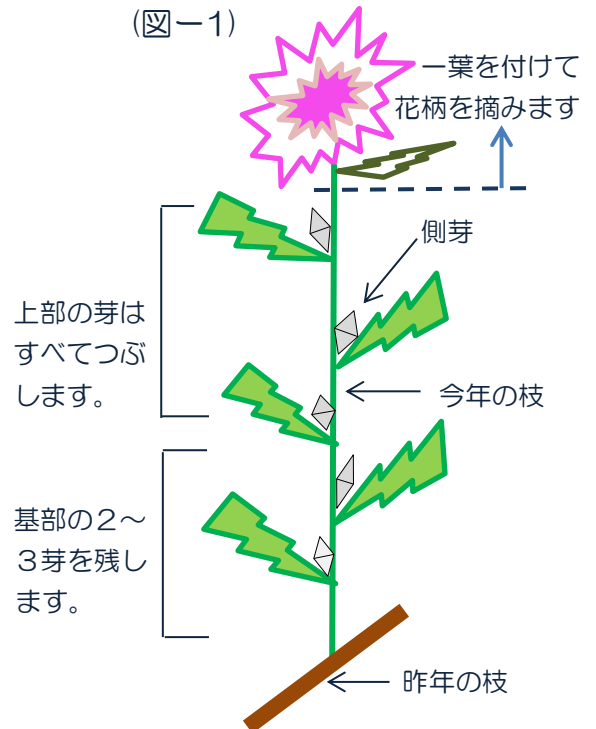 (図ー1)
一葉を付けて
花柄を摘みます
側芽
上部の芽は
すべてつぶ
します。
今年の枝
基部の２～
３芽を残し
ます。
昨年の枝